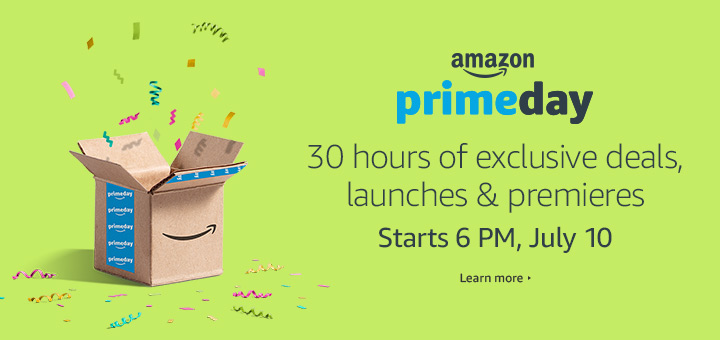 amazon
primeday
30 hours of exclusive deals,
launches & premieres
Starts 6 PM, July 10
Learn more
primeday
primeday
primeday
primeday
primeday